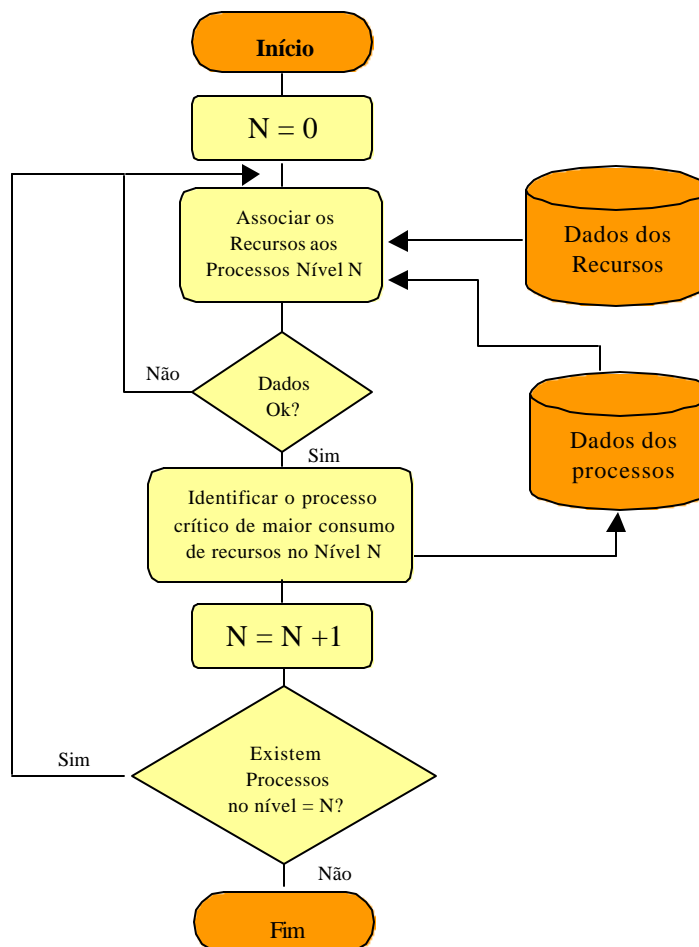 Início
N = 0
Associar os
Recursos aos
Processos Nível N
Dados dos
Recursos
Não
Dados
Ok?
Dados dos
processos
Sim
Identificar o processo
crítico de maior consumo
de recursos no Nível N
N = N +1
Sim
Existem
Processos
no nível = N?
Não
Fim